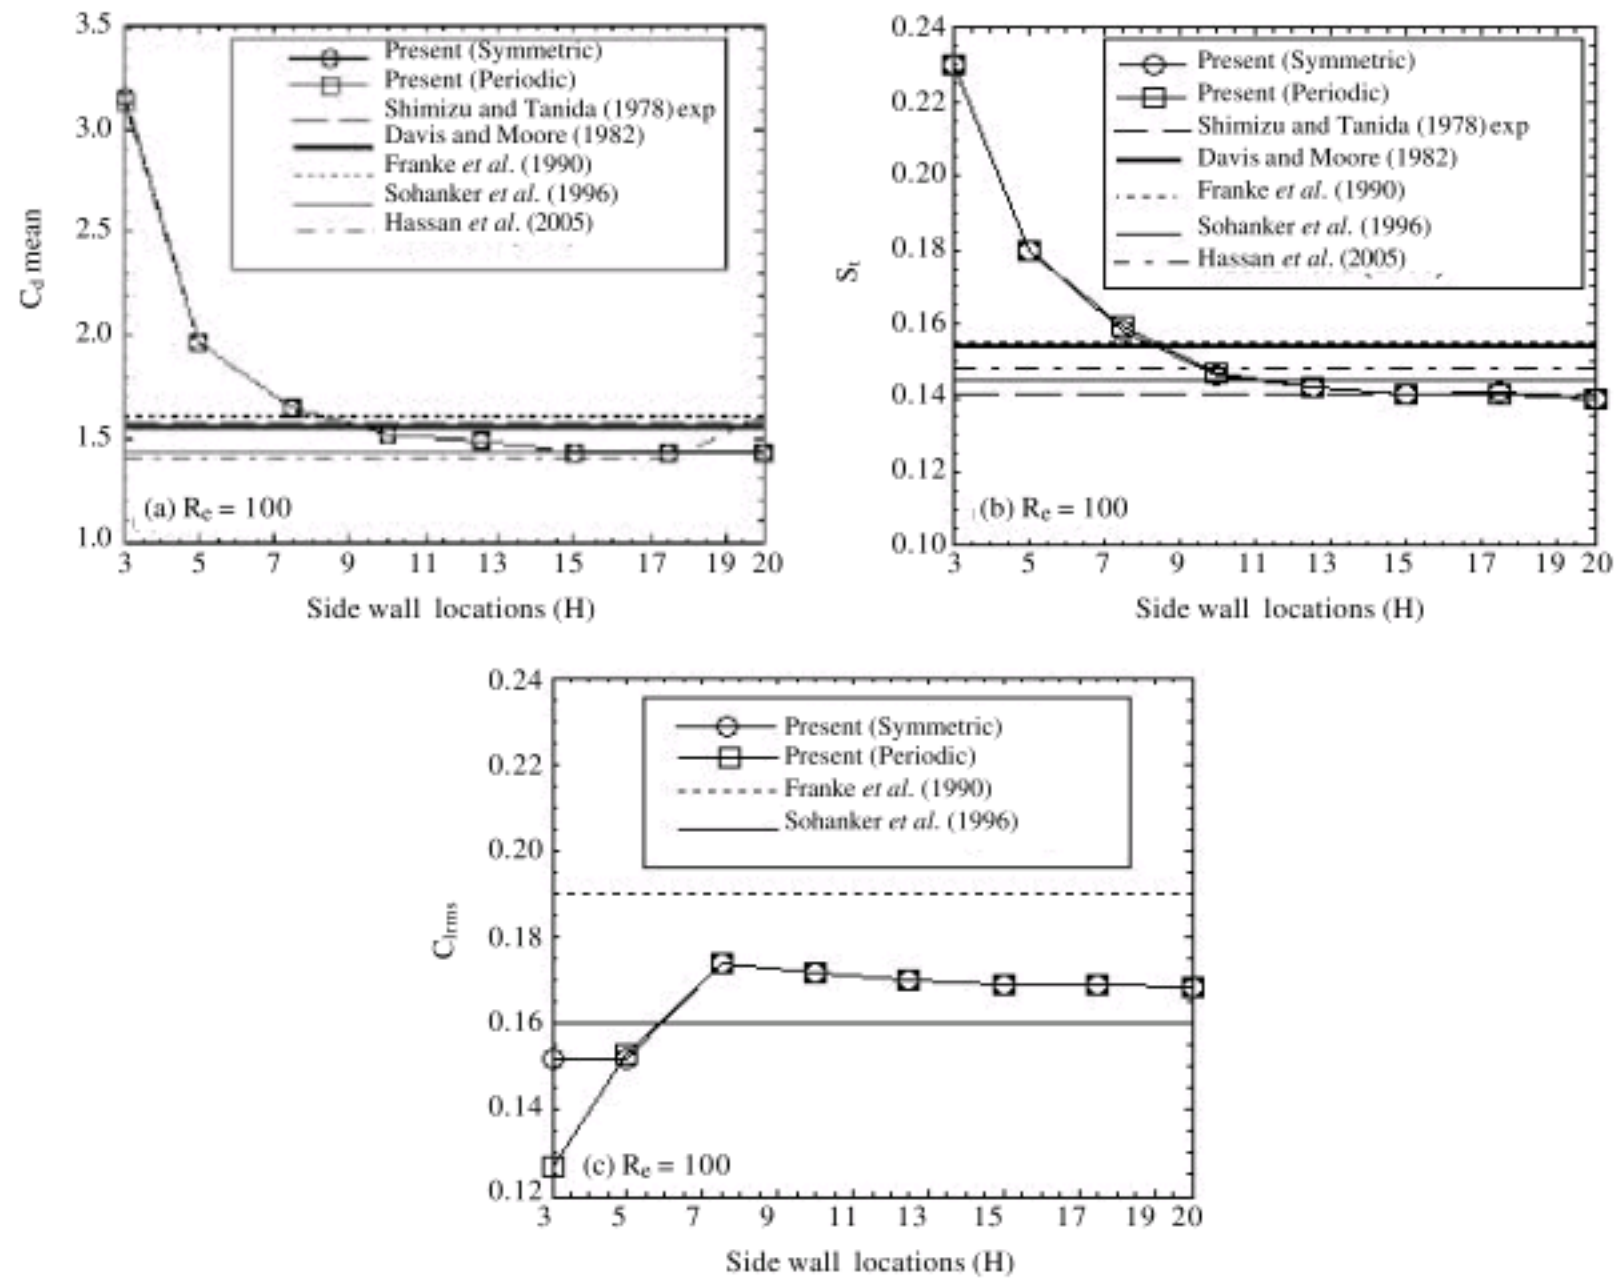 3.5
3.0
2.5
2.0
1.5
1.0
C_d mean
Present (Symmetric)
Present (Periodic)
Shimizu and Tanida (1978) exp
Davis and Moore (1982)
Franke et al. (1990)
Sohanker et al. (1996)
Hassan et al. (2005)
(a) R_e = 100
3 5 7 9 11 13 15 17 19 20
Side wall locations (H)
0.24
0.22
0.20
0.18
0.16
0.14
0.12
0.10
S_t
Present (Symmetric)
Present (Periodic)
Shimizu and Tanida (1978) exp
Davis and Moore (1982)
Franke et al. (1990)
Sohanker et al. (1996)
Hassan et al. (2005)
(b) R_e = 100
3 5 7 9 11 13 15 17 19 20
Side wall locations (H)
0.24
0.22
0.20
0.18
0.16
0.14
0.12
C_lrms
Present (Symmetric)
Present (Periodic)
Franke et al. (1990)
Sohanker et al. (1996)
(c) R_e = 100
3 5 7 9 11 13 15 17 19 20
Side wall locations (H)